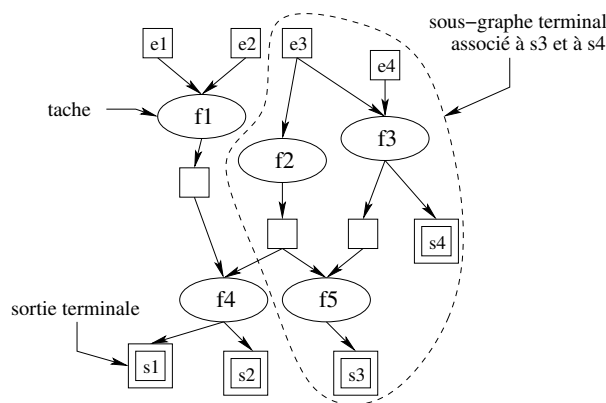 sous-graphe terminal
associé à s3 et à s4
e1
e2
e3
e4
tache
f1
f2
f3
s4
f4
f5
sortie terminale
s1
s2
s3